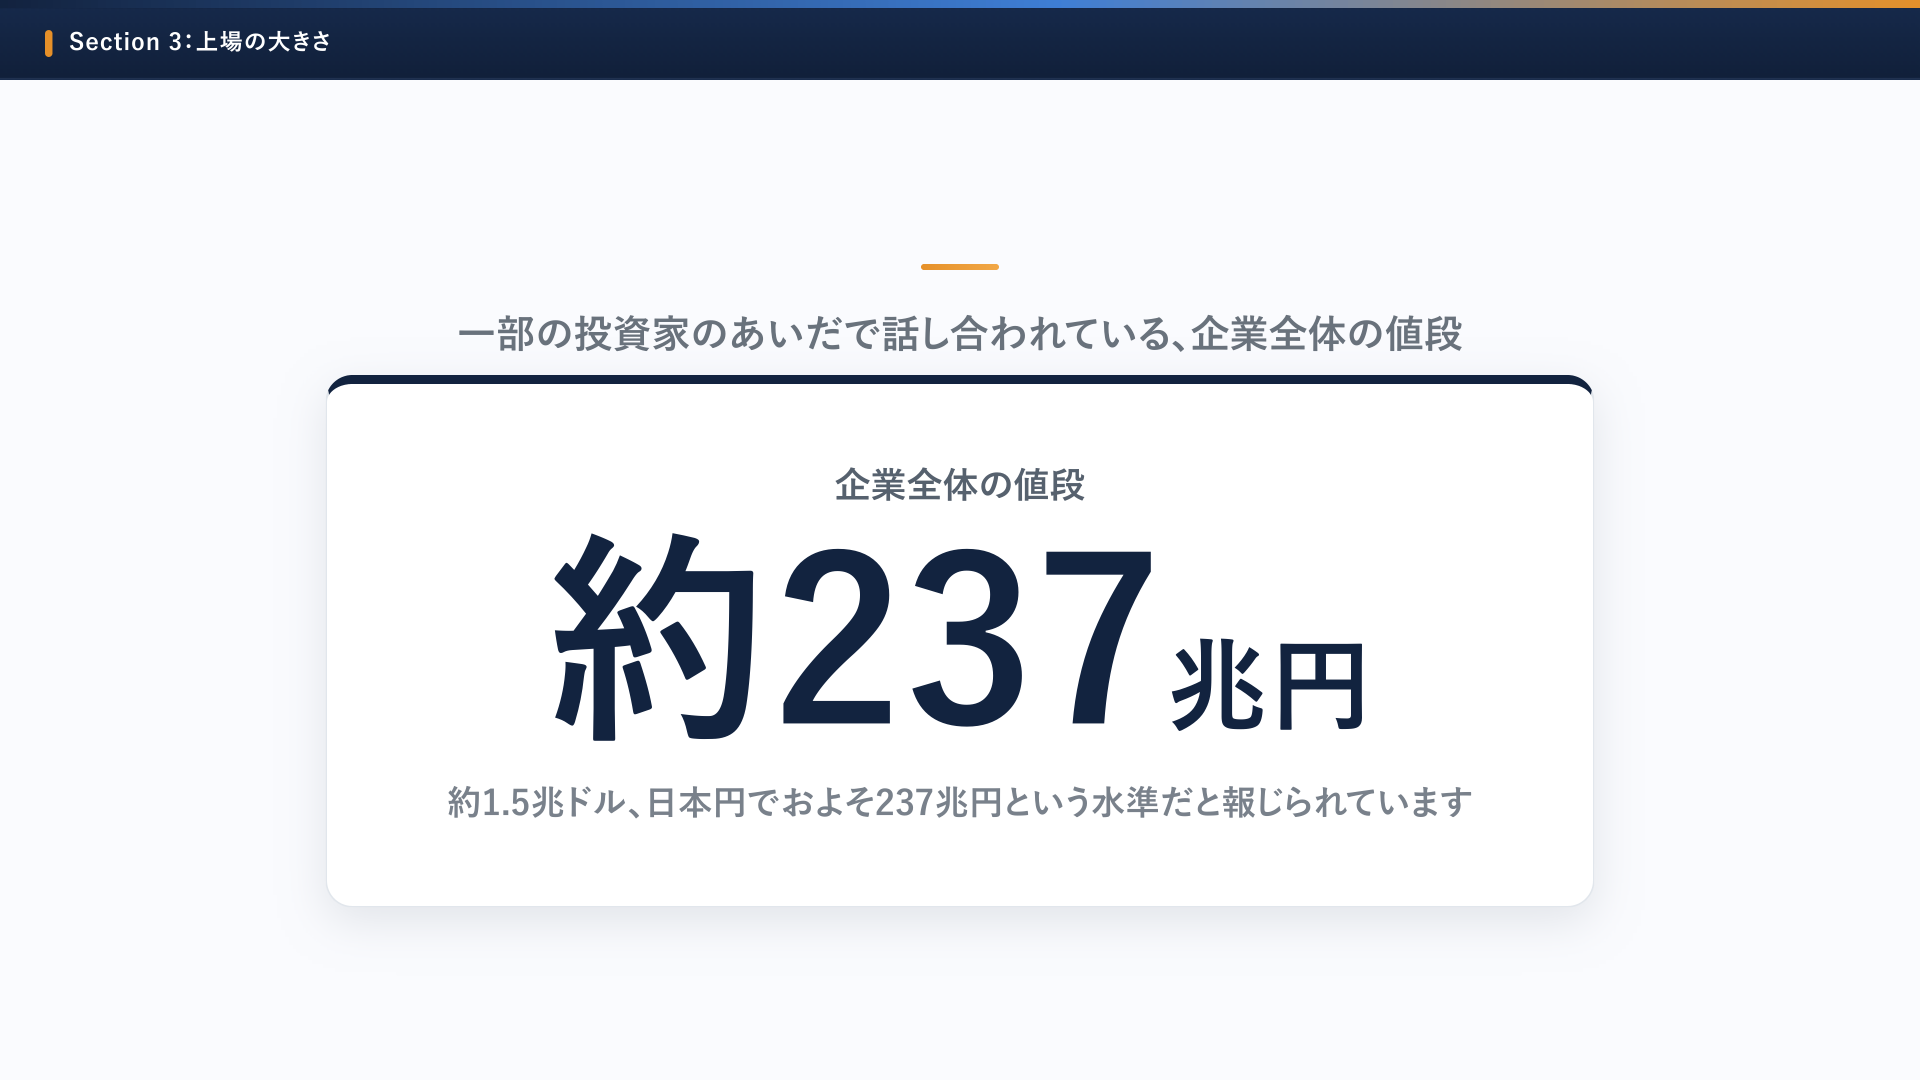 Section 3：上場の大きさ
一部の投資家のあいだで話し合われている、企業全体の値段
企業全体の値段
約237兆円
約1.5兆ドル、日本円でおよそ237兆円という水準だと報じられています